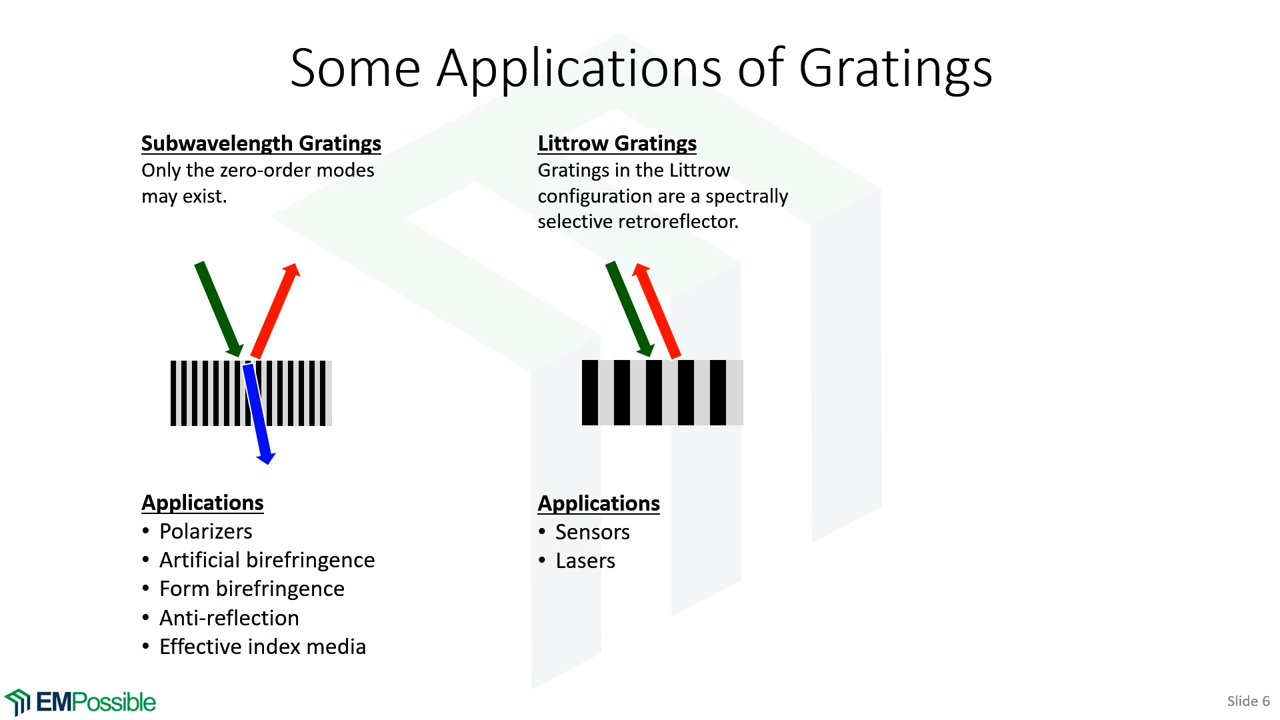 Some Applications of Gratings
Subwavelength Gratings
Only the zero-order modes
may exist.
Applications
• Polarizers
• Artificial birefringence
• Form birefringence
• Anti-reflection
• Effective index media
Littrow Gratings
Gratings in the Littrow
configuration are a spectrally
selective retroreflector.
Applications
• Sensors
• Lasers
EMPossible
Slide 6